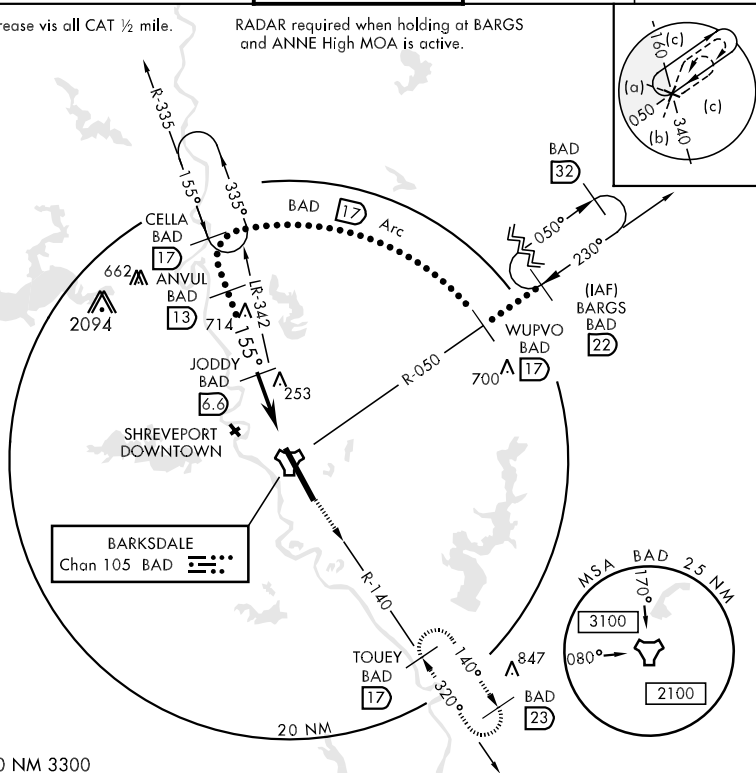 rease vis all CAT ½ mile.
RADAR required when holding at BARGS
and ANNE High MOA is active.
160
(c)
(a)
050
(b)
340
(c)
R-335
155°
335°
BAD
32
050°
230°
BAD 17 Arc
CELLA
BAD
17
662
ANVUL
BAD
13
2094
714
LR-342
155°
(IAF)
BARGS
BAD
22
WUPVO
BAD
17
700
R-050
JODDY
BAD
6.6
253
SHREVEPORT
DOWNTOWN
BARKSDALE
Chan 105 BAD
R-140
MSA BAD 25 NM
170°
3100
080°
2100
TOUEY
BAD
17
140°
320°
847
BAD
23
20 NM
0 NM 3300